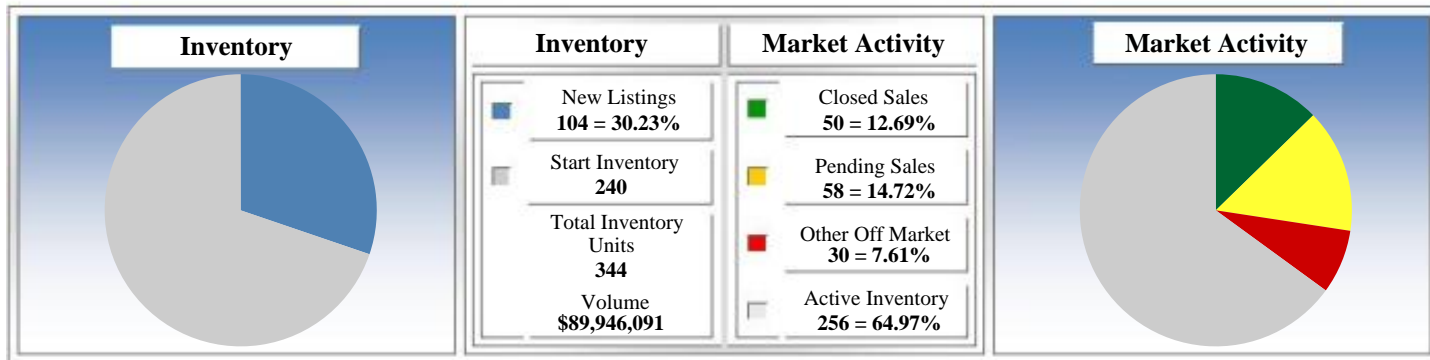 Inventory
Inventory
Market Activity
New Listings
104 = 30.23%
Start Inventory
240
Total Inventory
Units
344
Volume
$89,946,091
Closed Sales
50 = 12.69%
Pending Sales
58 = 14.72%
Other Off Market
30 = 7.61%
Active Inventory
256 = 64.97%
Market Activity